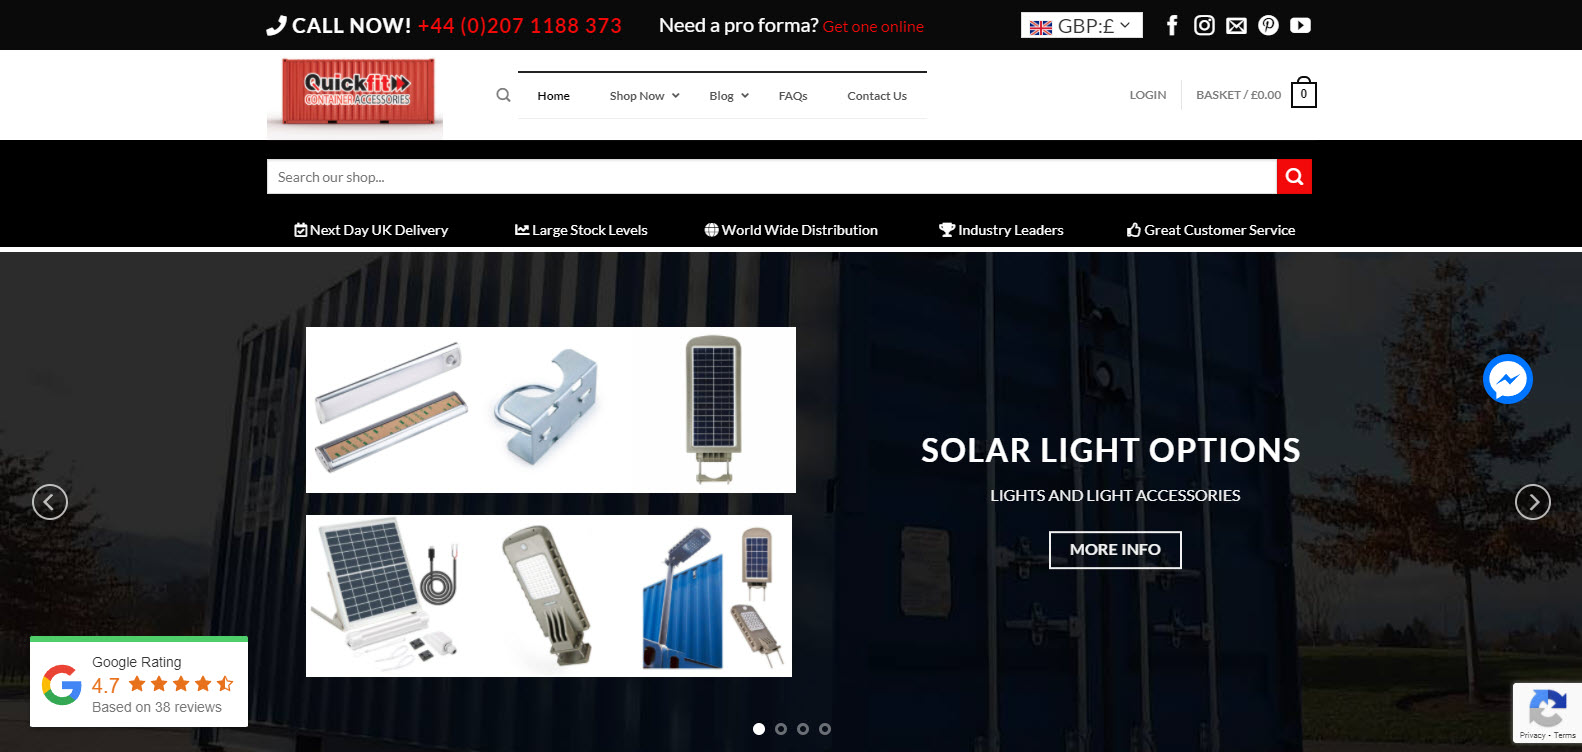 CALL NOW! +44 (0)207 1188 373
Need a pro forma? Get one online
GBP:£
Quickfit
CONTAINER ACCESSORIES
Home
Shop Now
Blog
FAQs
Contact Us
LOGIN
BASKET / £0.00
0
Search our shop...
Next Day UK Delivery
Large Stock Levels
World Wide Distribution
Industry Leaders
Great Customer Service
SOLAR LIGHT OPTIONS
LIGHTS AND LIGHT ACCESSORIES
MORE INFO
Google Rating
4.7
Based on 38 reviews
Privacy - Terms